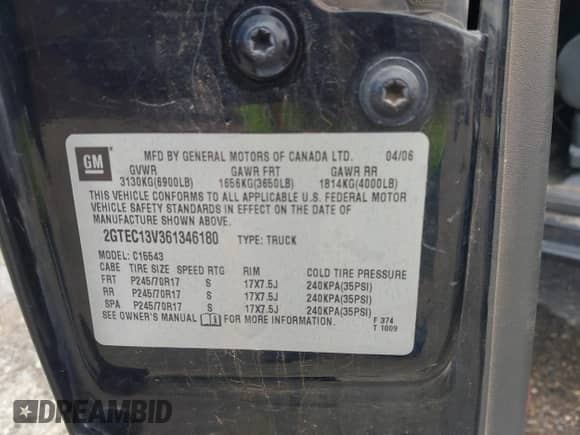 GM
MFD BY GENERAL MOTORS OF CANADA LTD. 04/06
GVWR GAWR FRT GAWR RR
3130KG(6900LB) 1656KG(3650LB) 1814KG(4000LB)
THIS VEHICLE CONFORMS TO ALL APPLICABLE U.S. FEDERAL MOTOR
VEHICLE SAFETY STANDARDS IN EFFECT ON THE DATE OF
MANUFACTURE SHOWN ABOVE.
2GTEC13V361346180 TYPE: TRUCK
MODEL: C15543
CABE TIRE SIZE SPEED RTG RIM COLD TIRE PRESSURE
FRT P245/70R17 S 17X7.5J 240KPA(35PSI)
RR P245/70R17 S 17X7.5J 240KPA(35PSI)
SPA P245/70R17 S 17X7.5J 240KPA(35PSI)
SEE OWNER'S MANUAL FOR MORE INFORMATION.
F 374
T 1009
DREAMBID